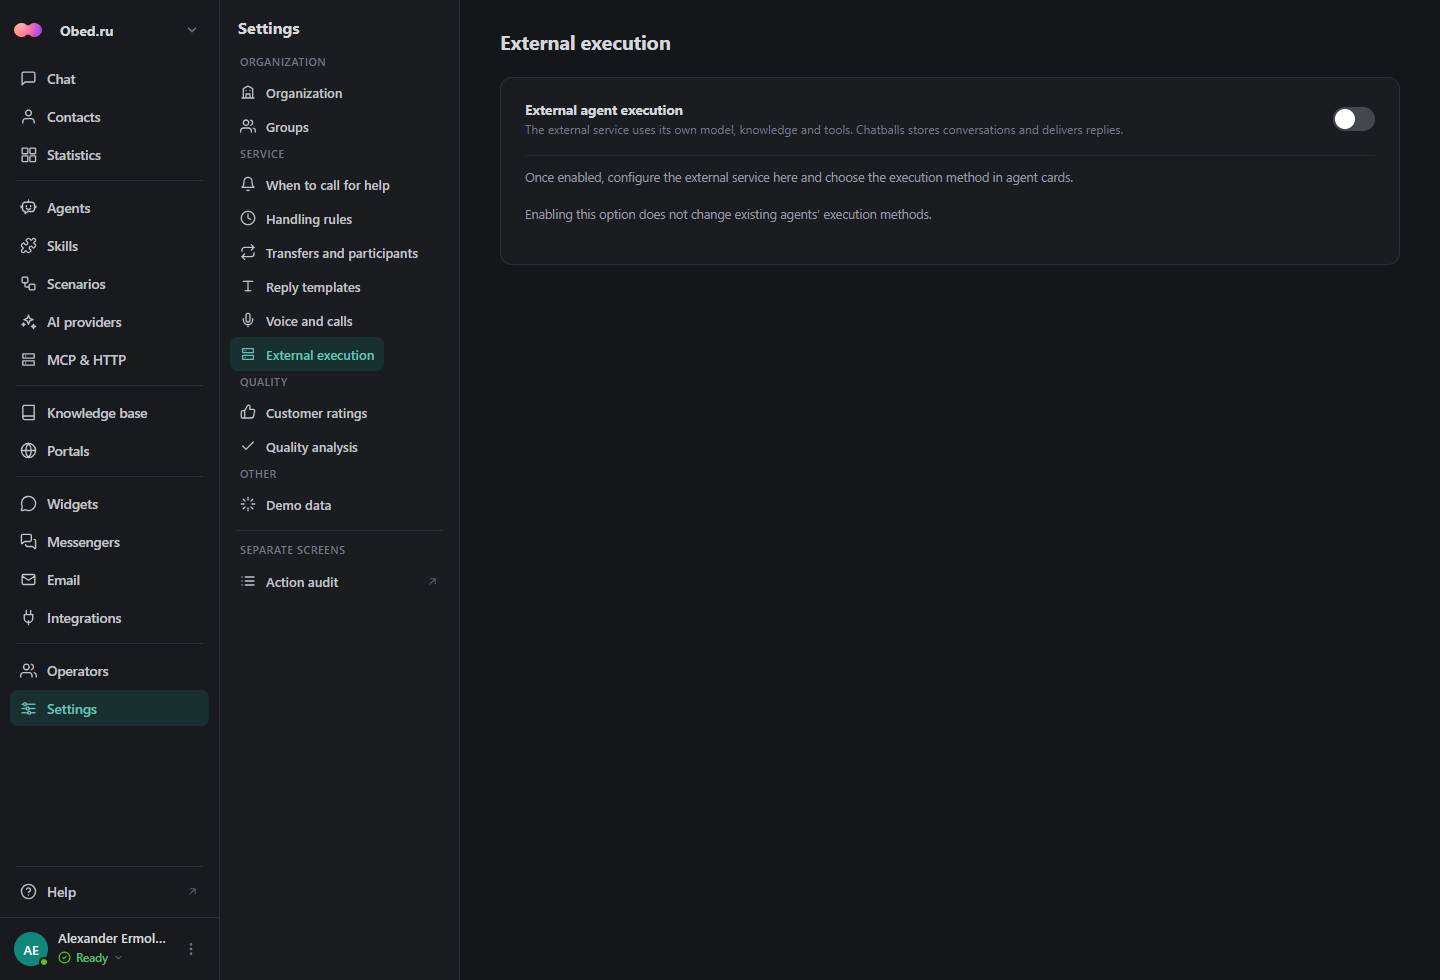 Obed.ru
Chat
Contacts
Statistics
Agents
Skills
Scenarios
AI providers
MCP & HTTP
Knowledge base
Portals
Widgets
Messengers
Email
Integrations
Operators
Settings
Help
AE
Alexander Ermol...
Ready
Settings
ORGANIZATION
Organization
Groups
SERVICE
When to call for help
Handling rules
Transfers and participants
Reply templates
Voice and calls
External execution
QUALITY
Customer ratings
Quality analysis
OTHER
Demo data
SEPARATE SCREENS
Action audit
External execution
External agent execution
The external service uses its own model, knowledge and tools. Chatballs stores conversations and delivers replies.
Once enabled, configure the external service here and choose the execution method in agent cards.
Enabling this option does not change existing agents' execution methods.